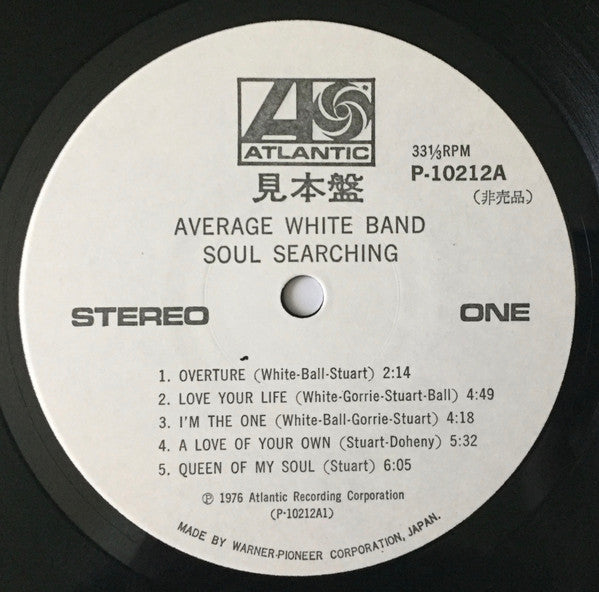 ATLANTIC
見本盤
33⅓RPM
P-10212A
(非売品)
AVERAGE WHITE BAND
SOUL SEARCHING
STEREO
ONE
1. OVERTURE (White-Ball-Stuart) 2:14
2. LOVE YOUR LIFE (White-Gorrie-Stuart-Ball) 4:49
3. I'M THE ONE (White-Ball-Gorrie-Stuart) 4:18
4. A LOVE OF YOUR OWN (Stuart-Doheny) 5:32
5. QUEEN OF MY SOUL (Stuart) 6:05
℗ 1976 Atlantic Recording Corporation
(P-10212A1)
MADE BY WARNER-PIONEER CORPORATION, JAPAN.